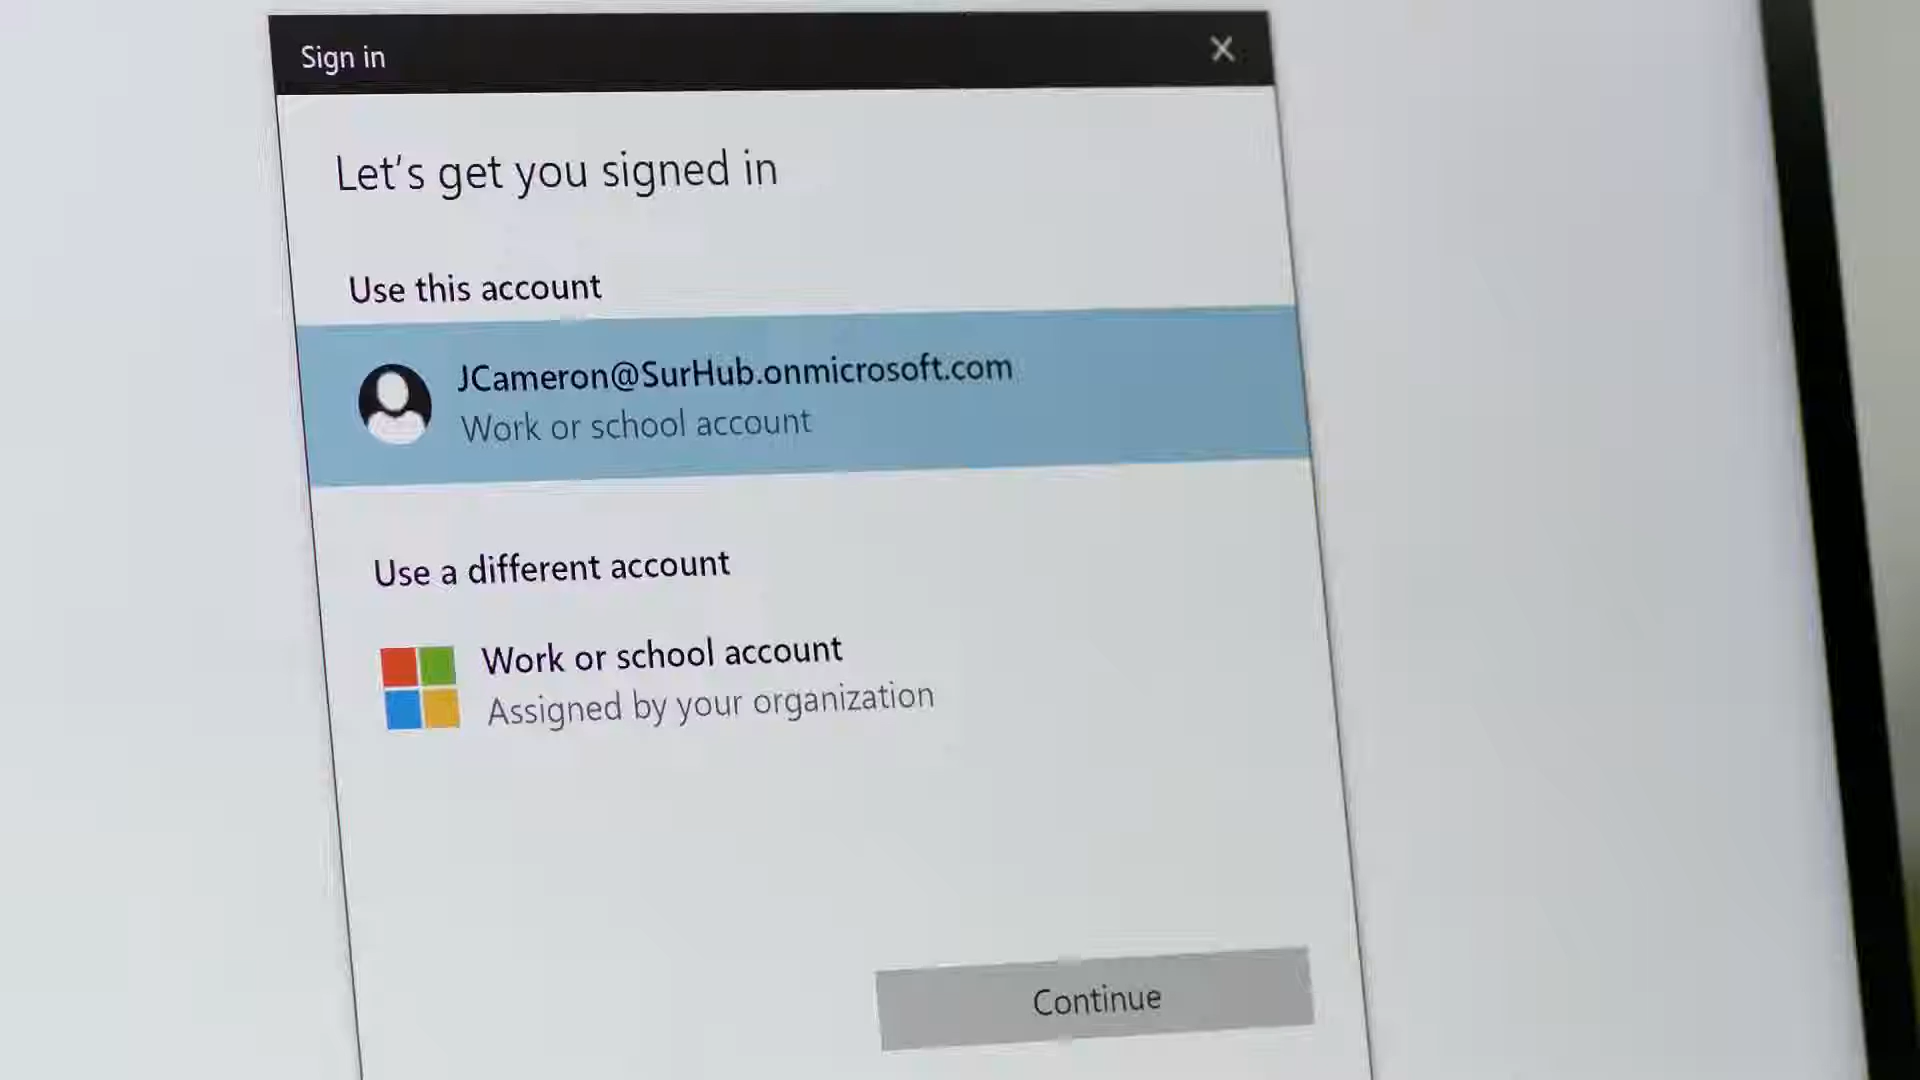 Sign in
Let's get you signed in
Use this account
JCameron@SurHub.onmicrosoft.com
Work or school account
Use a different account
Work or school account
Assigned by your organization
Continue